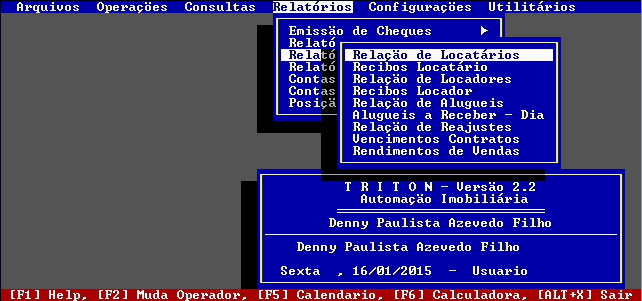 Arquivos Operações Consultas Relatórios Configurações Utilitários
Emissão de Cheques
Relató
Relató
Relató
Contas
Contas
Posiçã
Relação de Locatários
Recibos Locatário
Relação de Locadores
Recibos Locador
Relação de Alugueis
Alugueis a Receber - Dia
Relação de Reajustes
Vencimentos Contratos
Rendimentos de Vendas
T R I T O N - Versão 2.2
Automação Imobiliária
Denny Paulista Azevedo Filho
Denny Paulista Azevedo Filho
Sexta , 16/01/2015 - Usuario
[F1] Help, [F2] Muda Operador, [F5] Calendario, [F6] Calculadora, [ALT+X] Sair